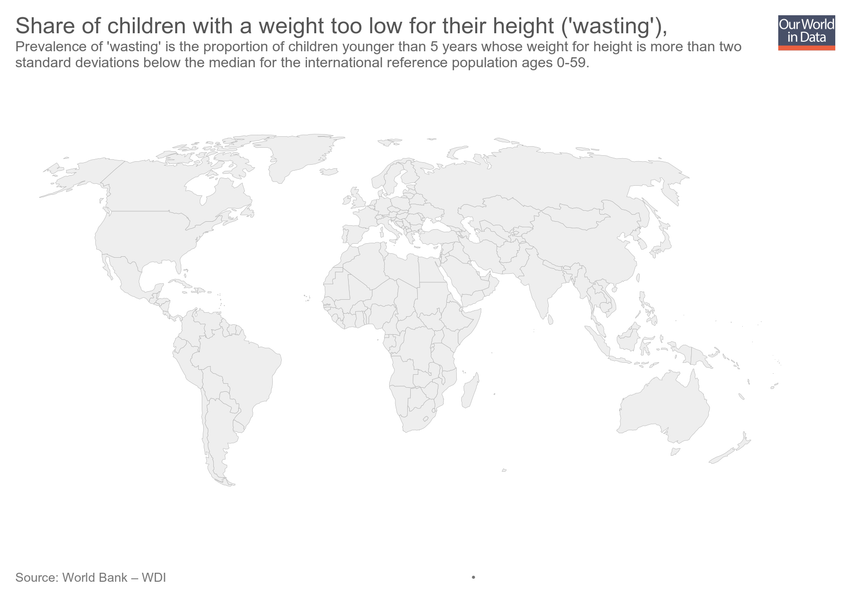 Share of children with a weight too low for their height ('wasting'),
Our World
in Data
Prevalence of 'wasting' is the proportion of children younger than 5 years whose weight for height is more than two
standard deviations below the median for the international reference population ages 0-59.
Source: World Bank – WDI
•